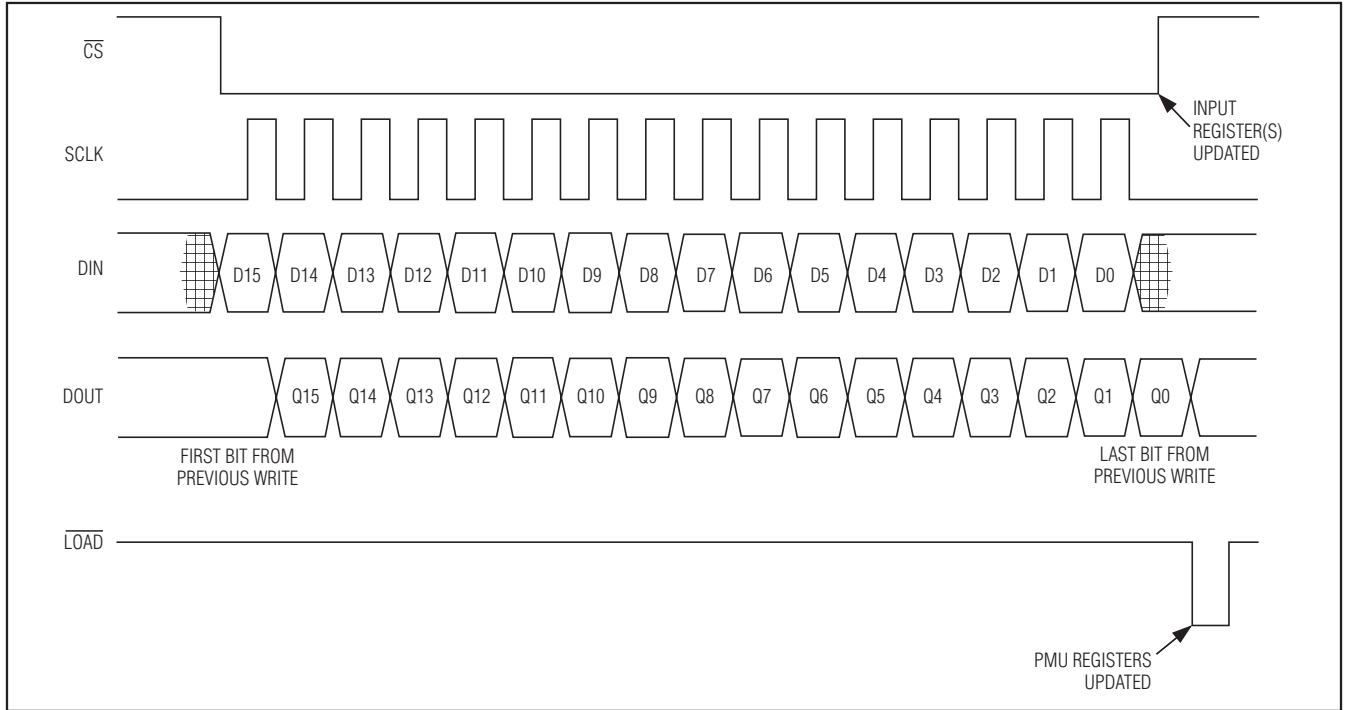 CS
INPUT
REGISTER(S)
UPDATED
SCLK
DIN
D15 D14 D13 D12 D11 D10 D9 D8 D7 D6 D5 D4 D3 D2 D1 D0
DOUT
Q15 Q14 Q13 Q12 Q11 Q10 Q9 Q8 Q7 Q6 Q5 Q4 Q3 Q2 Q1 Q0
FIRST BIT FROM
PREVIOUS WRITE
LAST BIT FROM
PREVIOUS WRITE
LOAD
PMU REGISTERS
UPDATED